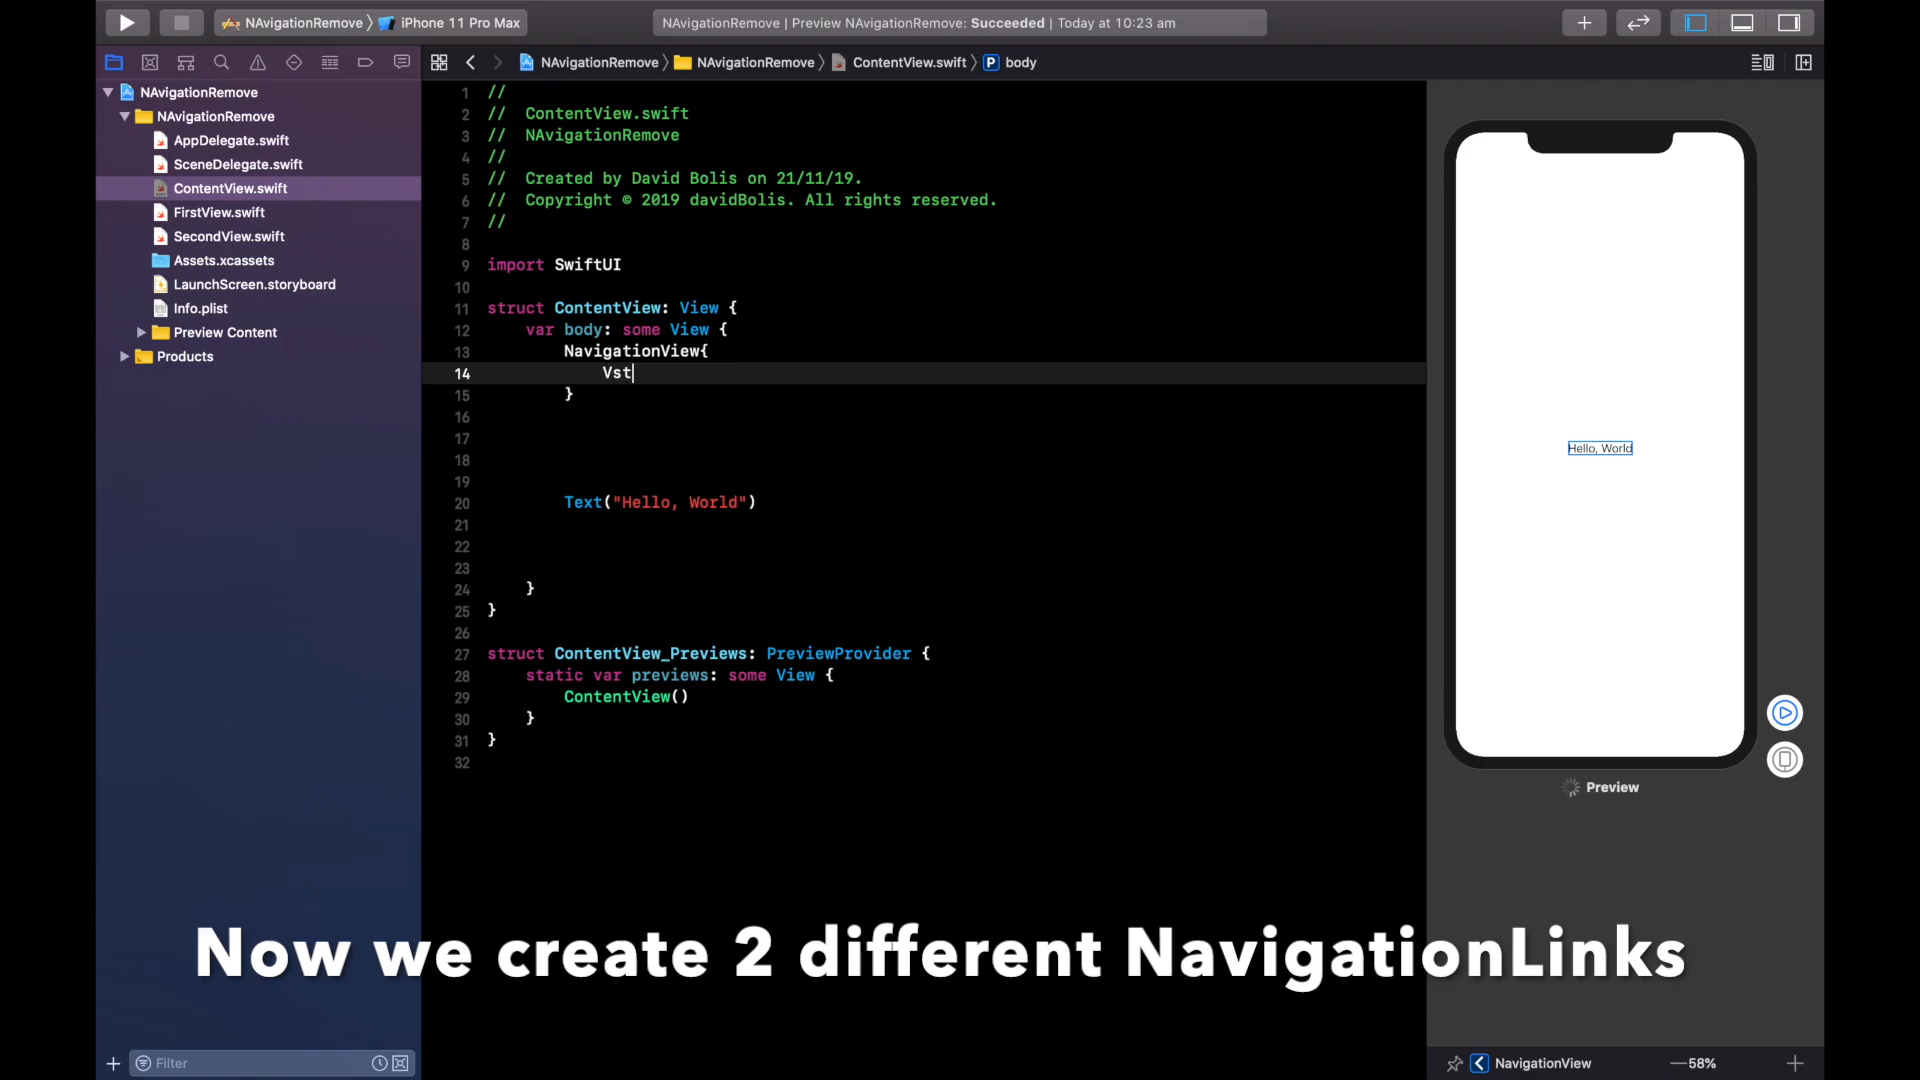 NAvigationRemove 〉 iPhone 11 Pro Max
NAvigationRemove | Preview NAvigationRemove: Succeeded | Today at 10:23 am
NAvigationRemove 〉 NAvigationRemove 〉 ContentView.swift 〉 P body
NAvigationRemove
NAvigationRemove
AppDelegate.swift
SceneDelegate.swift
ContentView.swift
FirstView.swift
SecondView.swift
Assets.xcassets
LaunchScreen.storyboard
Info.plist
Preview Content
Products
1 //
2 // ContentView.swift
3 // NAvigationRemove
4 //
5 // Created by David Bolis on 21/11/19.
6 // Copyright © 2019 davidBolis. All rights reserved.
7 //
8
9 import SwiftUI
10
11 struct ContentView: View {
12 var body: some View {
13 NavigationView{
14 Vst
15 }
16
17
18
19
20 Text("Hello, World")
21
22
23
24 }
25 }
26
27 struct ContentView_Previews: PreviewProvider {
28 static var previews: some View {
29 ContentView()
30 }
31 }
32
Hello, World
Preview
Now we create 2 different NavigationLinks
Filter
NavigationView
58%